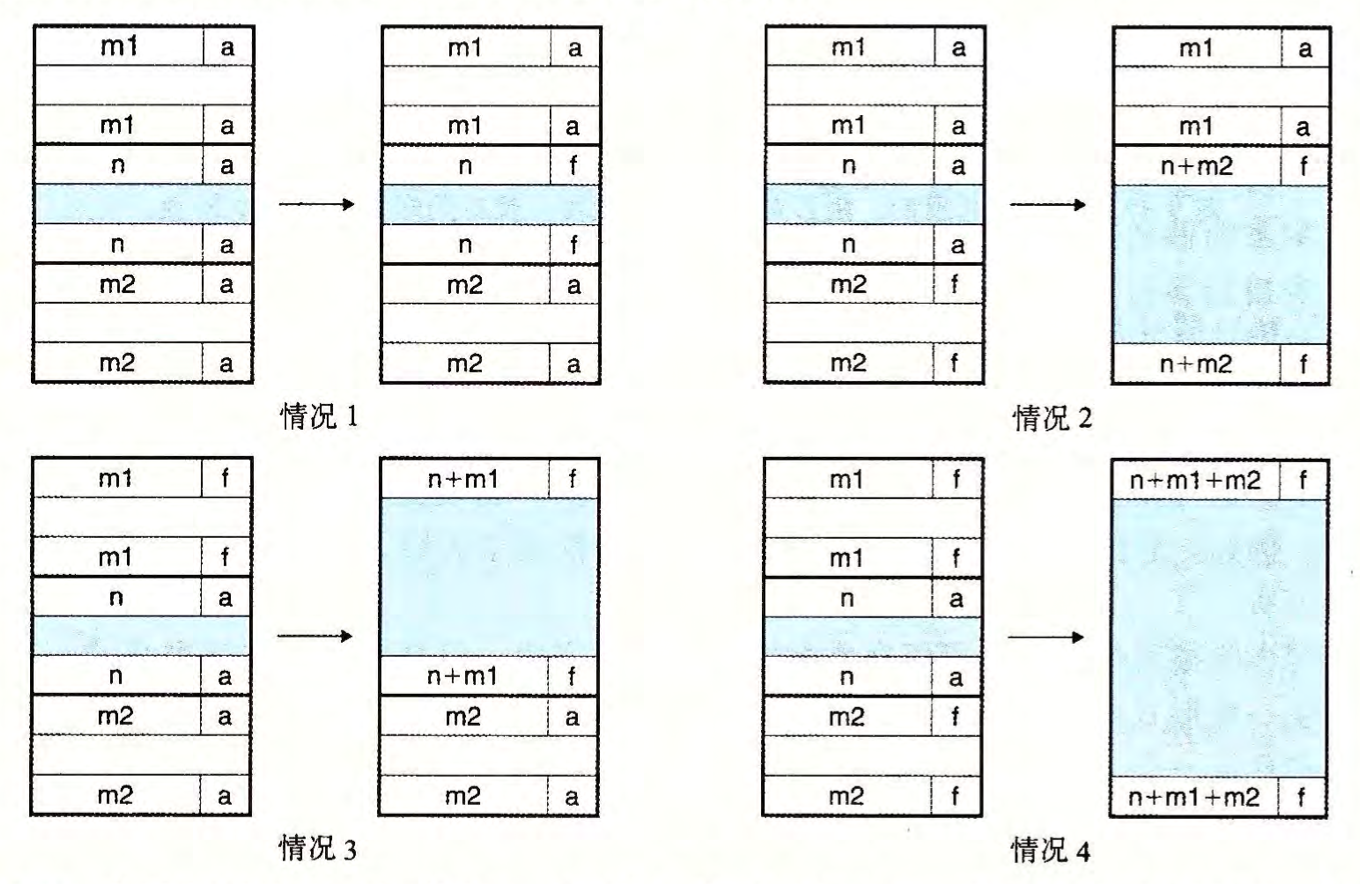 m1 a
m1 a
n a
n a
m2 a
m2 a
m1 a
m1 a
n f
n f
m2 a
m2 a
情况 1
m1 a
m1 a
n a
n a
m2 f
m2 f
m1 a
m1 a
n+m2 f
n+m2 f
情况 2
m1 f
m1 f
n a
n a
m2 a
m2 a
n+m1 f
n+m1 f
m2 a
m2 a
情况 3
m1 f
m1 f
n a
n a
m2 f
m2 f
n+m1+m2 f
n+m1+m2 f
情况 4